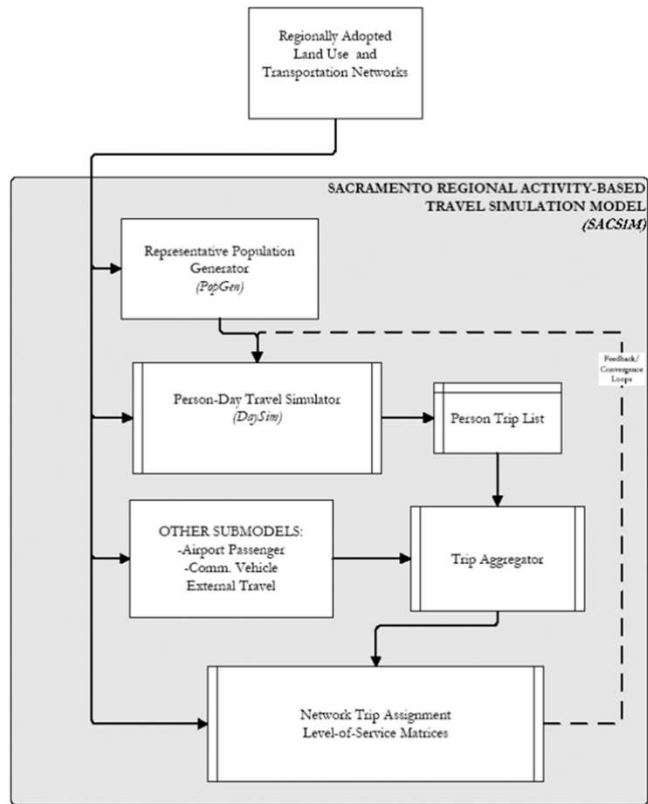 Regionally Adopted
Land Use and
Transportation Networks
SACRAMENTO REGIONAL ACTIVITY-BASED
TRAVEL SIMULATION MODEL
(SACSIM)
Representative Population
Generator
(PopGen)
Feedback/
Convergence
Loops
Person-Day Travel Simulator
(DaySim)
Person Trip List
OTHER SUBMODELS:
-Airport Passenger
-Comm. Vehicle
External Travel
Trip Aggregator
Network Trip Assignment
Level-of-Service Matrices